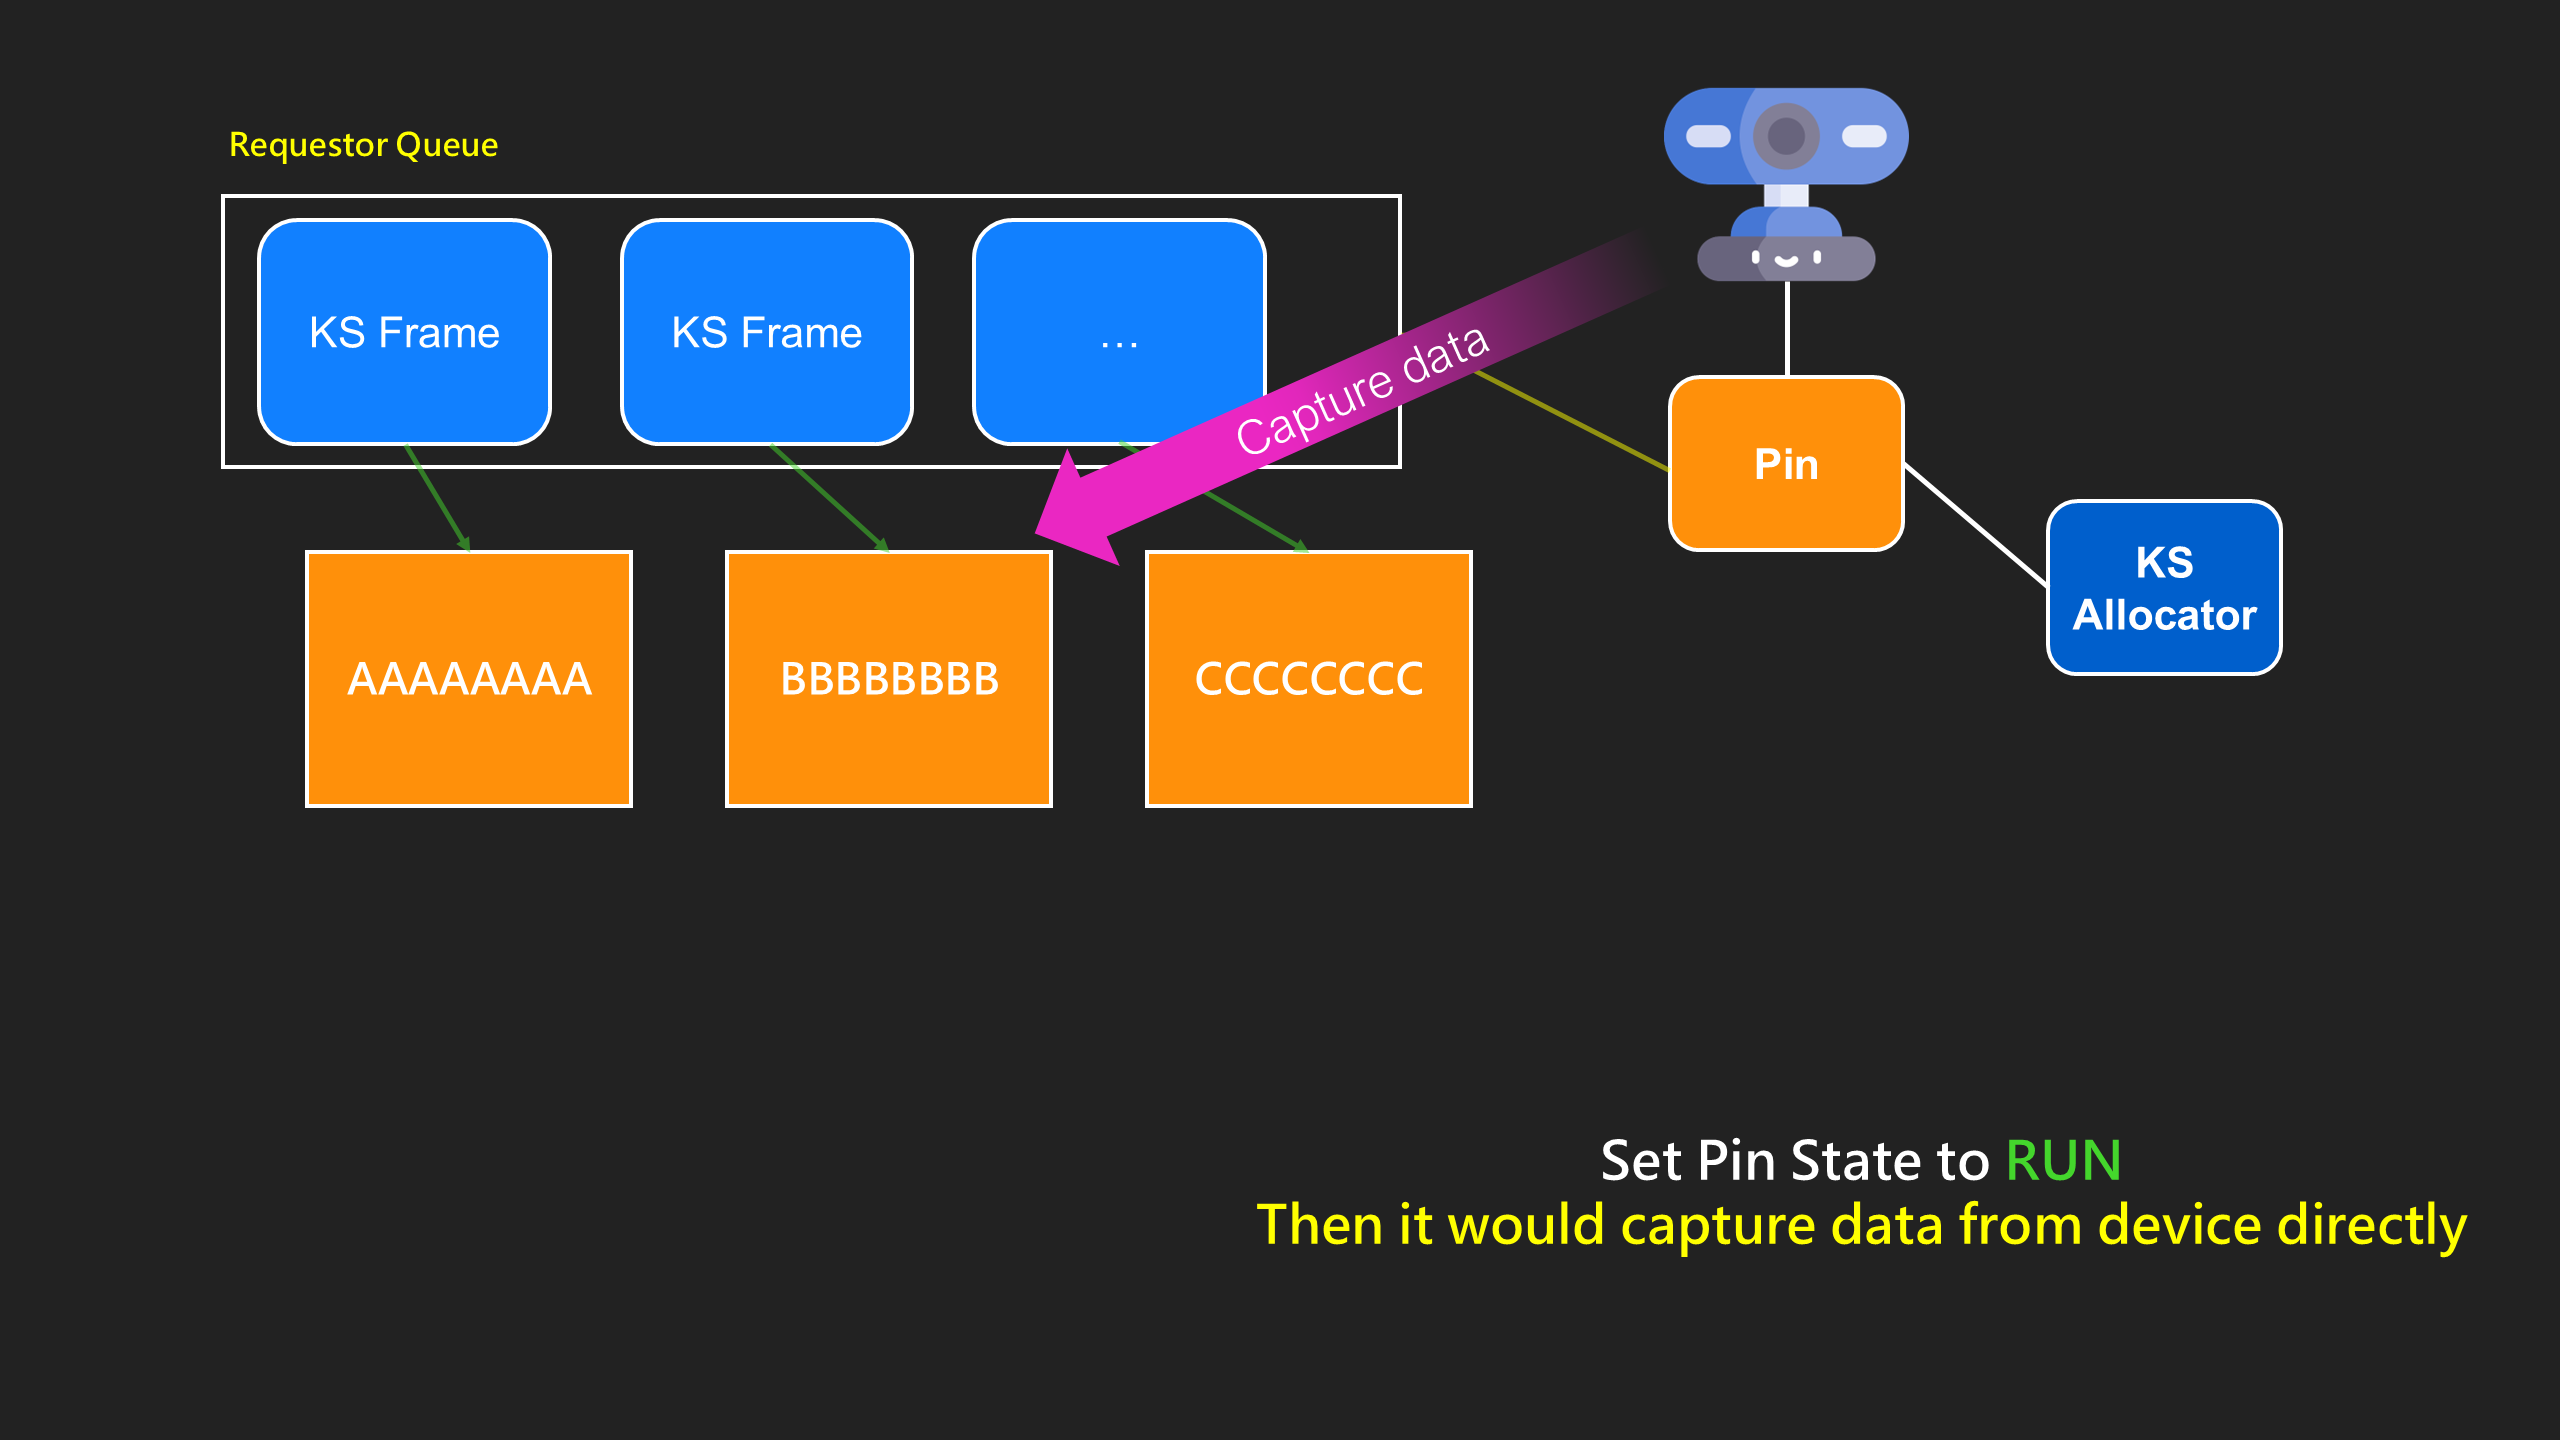 Requestor Queue
KS Frame
KS Frame
...
Capture data
Pin
KS
Allocator
AAAAAAAA
BBBBBBBB
CCCCCCCC
Set Pin State to RUN
Then it would capture data from device directly